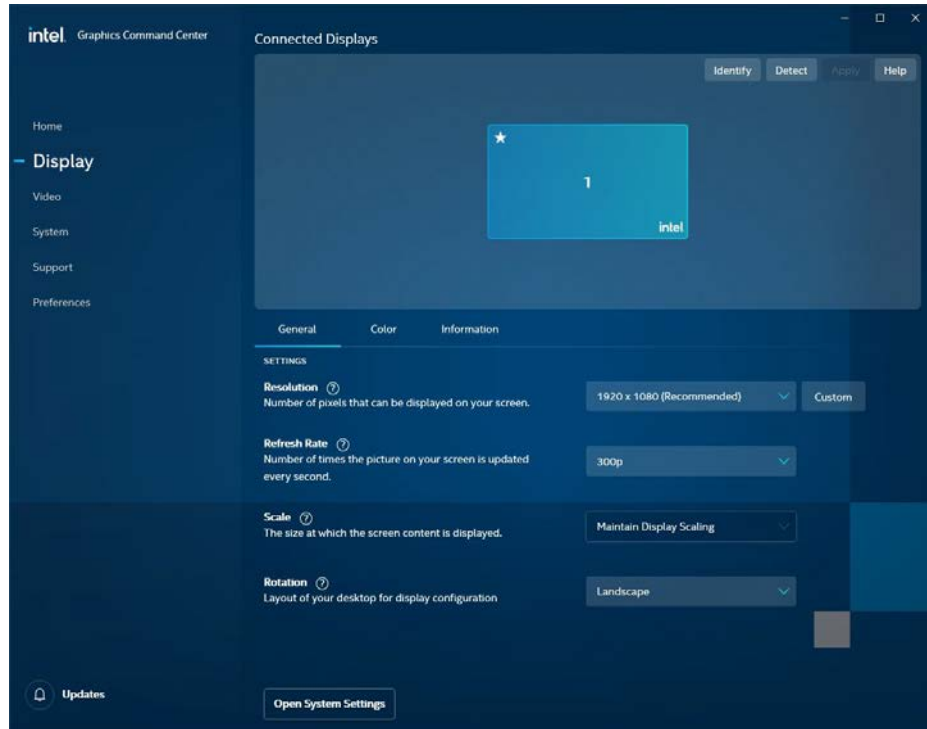 intel. Graphics Command Center
Connected Displays
Identify Detect Apply Help
Home
Display
Video
System
Support
Preferences
1
intel
General Color Information
SETTINGS
Resolution ?
Number of pixels that can be displayed on your screen.
1920 x 1080 (Recommended) Custom
Refresh Rate ?
Number of times the picture on your screen is updated
every second.
300p
Scale ?
The size at which the screen content is displayed.
Maintain Display Scaling
Rotation ?
Layout of your desktop for display configuration
Landscape
Updates
Open System Settings